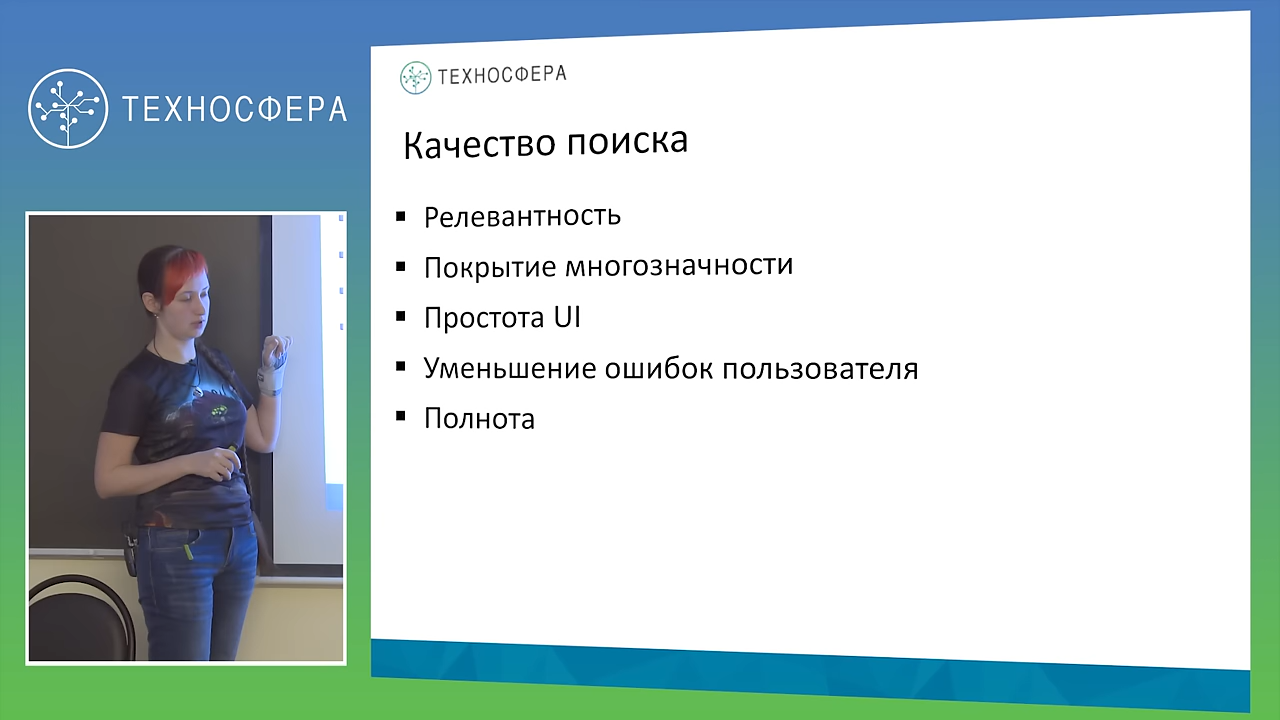 ТЕХНОСФЕРА
ТЕХНОСФЕРА
Качество поиска
Релевантность
Покрытие многозначности
Простота UI
Уменьшение ошибок пользователя
Полнота